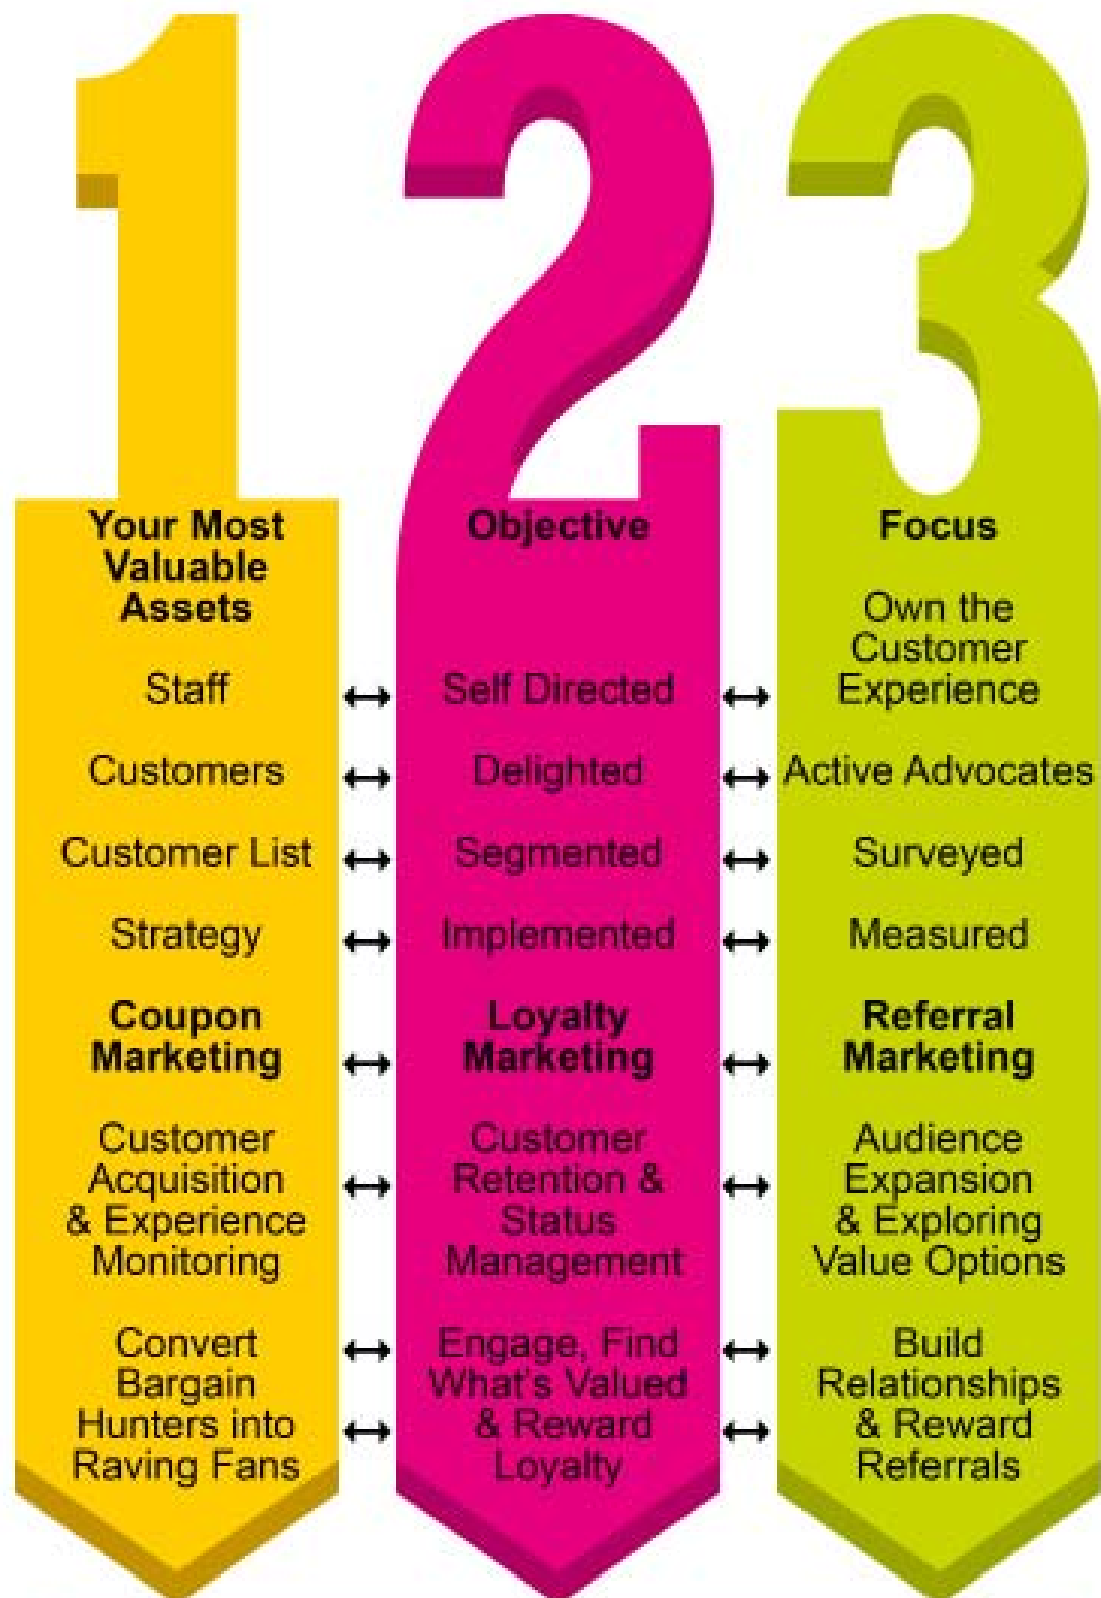 1
Your Most
Valuable
Assets
Staff
Customers
Customer List
Strategy
Coupon
Marketing
Customer
Acquisition
& Experience
Monitoring
Convert
Bargain
Hunters into
Raving Fans
2
Objective
Self Directed
Delighted
Segmented
Implemented
Loyalty
Marketing
Customer
Retention &
Status
Management
Engage, Find
What's Valued
& Reward
Loyalty
3
Focus
Own the
Customer
Experience
Active Advocates
Surveyed
Measured
Referral
Marketing
Audience
Expansion
& Exploring
Value Options
Build
Relationships
& Reward
Referrals